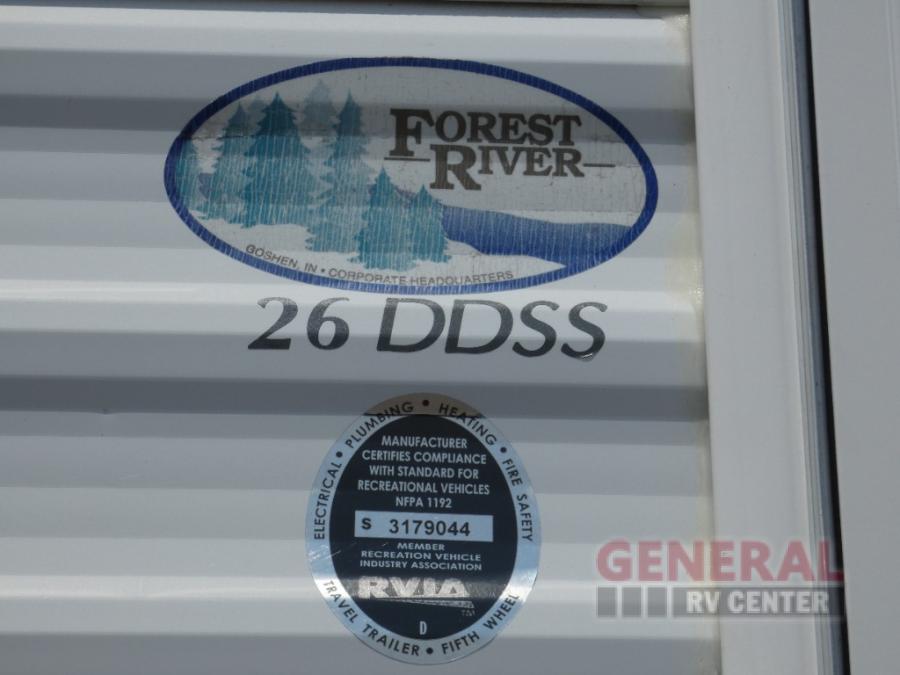 FOREST
RIVER
GOSHEN, IN • CORPORATE HEADQUARTERS
26 DDSS
ELECTRICAL • PLUMBING • HEATING • FIRE SAFETY
MANUFACTURER
CERTIFIES COMPLIANCE
WITH STANDARD FOR
RECREATIONAL VEHICLES
NFPA 1192
S 3179044
MEMBER
RECREATION VEHICLE
INDUSTRY ASSOCIATION
RVIA
TM
D
TRAVEL TRAILER • FIFTH WHEEL
GENERAL
RV CENTER